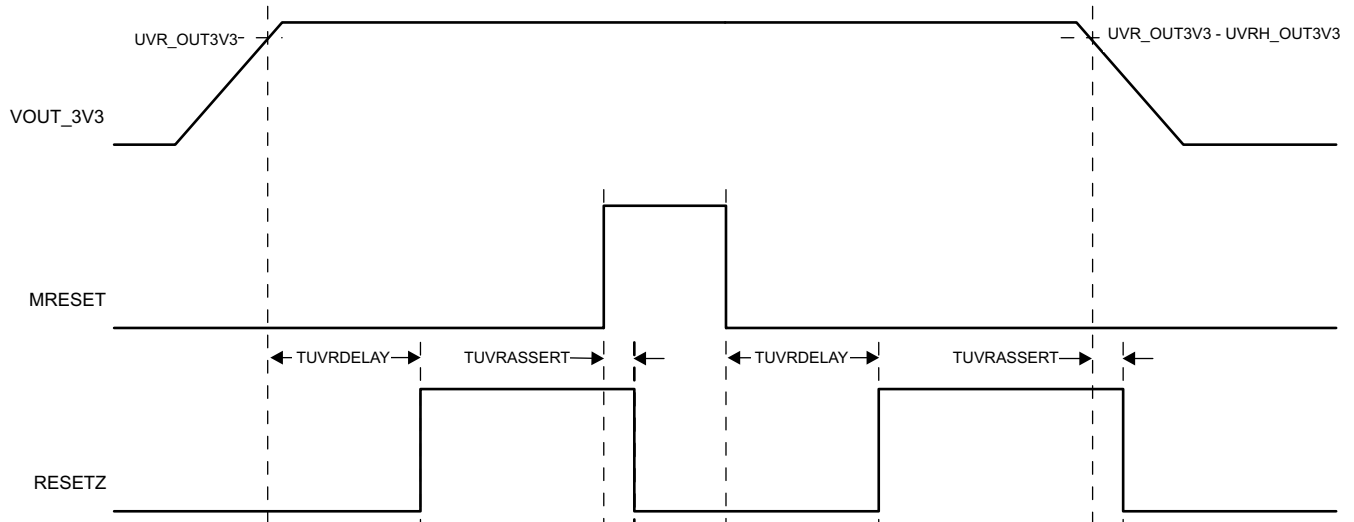 UVR_OUT3V3
UVR_OUT3V3 - UVRH_OUT3V3
VOUT_3V3
MRESET
TUVRDELAY
TUVRASSERT
TUVRDELAY
TUVRASSERT
RESETZ